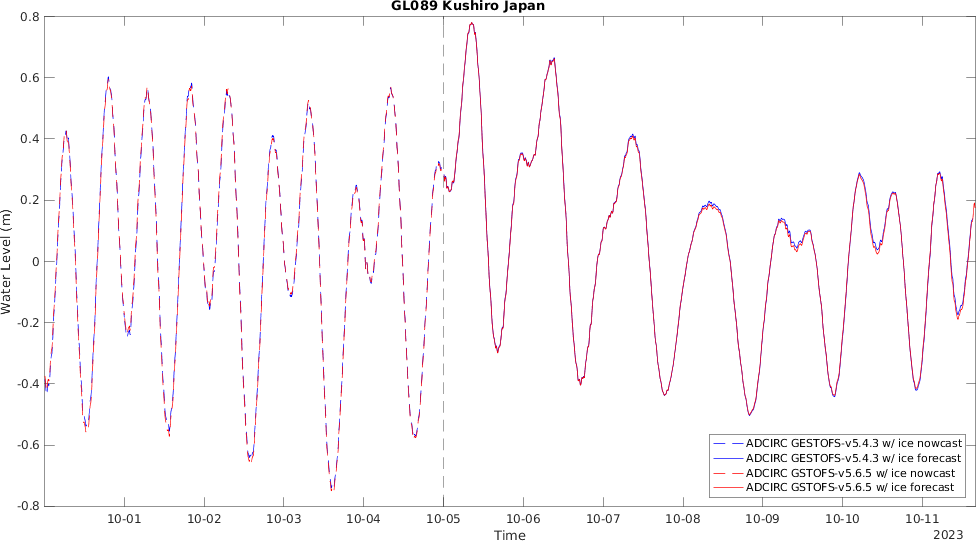 GL089 Kushiro Japan
0.8
0.6
0.4
0.2
0
-0.2
-0.4
-0.6
-0.8
Water Level (m)
ADCIRC GESTOFS-v5.4.3 w/ ice nowcast
ADCIRC GESTOFS-v5.4.3 w/ ice forecast
ADCIRC GSTOFS-v5.6.5 w/ ice nowcast
ADCIRC GSTOFS-v5.6.5 w/ ice forecast
10-01 10-02 10-03 10-04 10-05 10-06 10-07 10-08 10-09 10-10 10-11
Time 2023